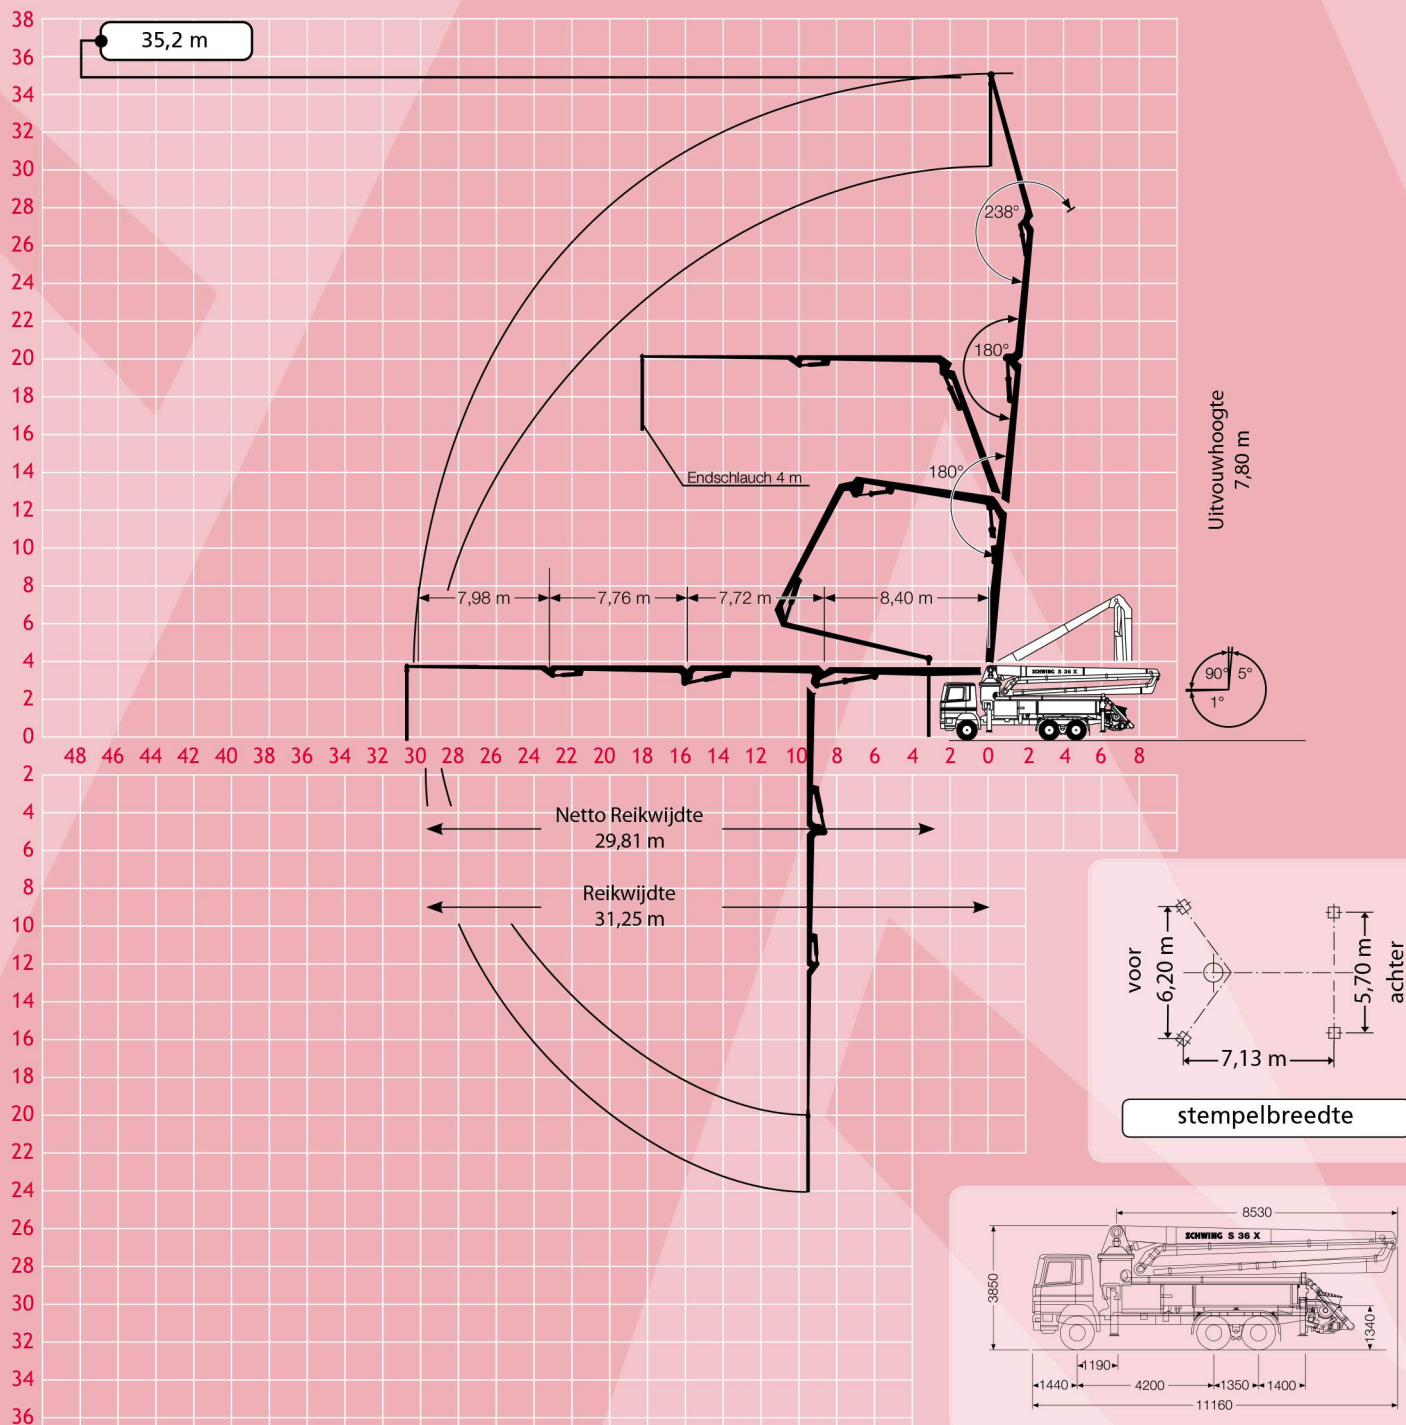 38
35,2 m
36
34
32
30
28
238°
26
24
22
180°
20
18
16
Endschlauch 4 m
14
180°
12
10
8
7,98 m 7,76 m 7,72 m 8,40 m
6
4
2
0
Uitvouwhoogte
7,80 m
SCHWING S 36 X
90° 5°
1°
48 46 44 42 40 38 36 34 32 30 28 26 24 22 20 18 16 14 12 10 8 6 4 2 0 2 4 6 8
2
4
6
8
10
12
14
16
18
20
22
24
26
28
30
32
34
36
Netto Reikwijdte
29,81 m
Reikwijdte
31,25 m
voor
6,20 m
5,70 m
achter
7,13 m
stempelbreedte
8530
SCHWING S 36 X
3850
1340
1190
1440 4200 1350 1400
11160